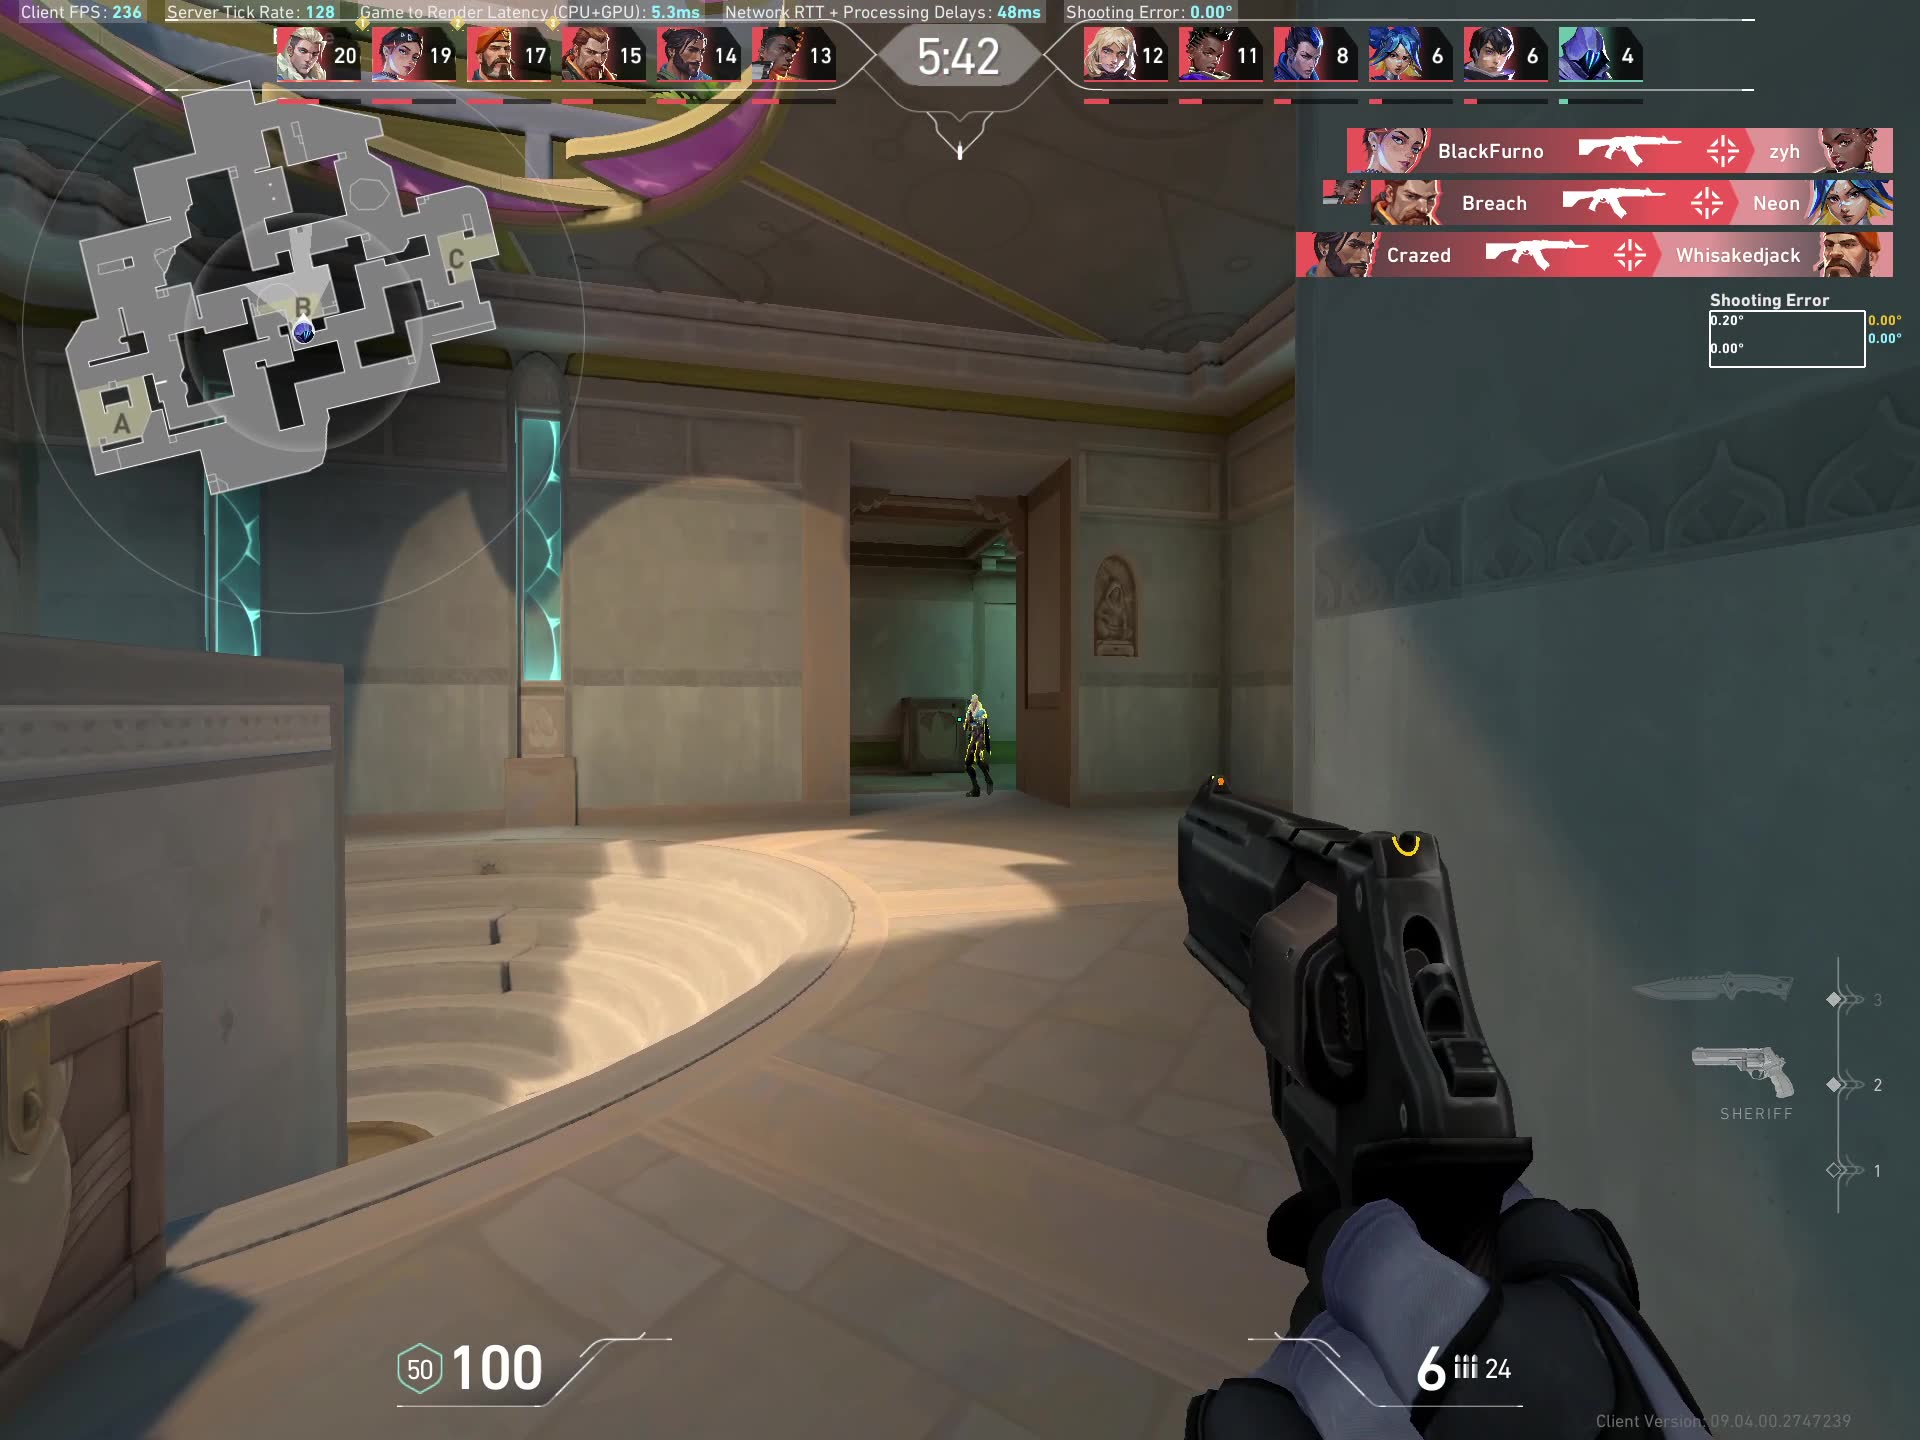 Client FPS: 236 Server Tick Rate: 128 Game to Render Latency (CPU+GPU): 5.3ms Network RTT + Processing Delays: 48ms Shooting Error: 0.00°
20 19 17 15 14 13 5:42 12 11 8 6 6 4
BlackFurno zyh
Breach Neon
Crazed Whisakedjack
Shooting Error
0.20° 0.00°
0.00°
0.00°
A
B
C
3
2
SHERIFF
1
50 100
6 24
Client Version: 09.04.00.2747239